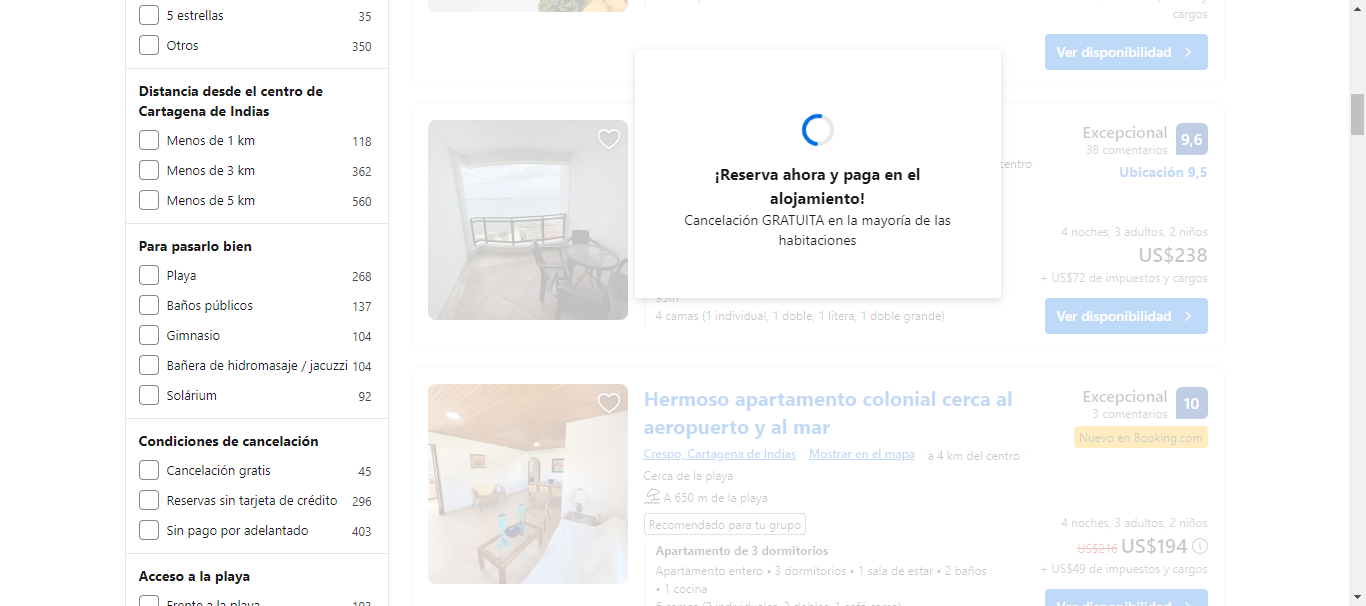 5 estrellas 35
Otros 350
Distancia desde el centro de
Cartagena de Indias
Menos de 1 km 118
Menos de 3 km 362
Menos de 5 km 560
Para pasarlo bien
Playa 268
Baños públicos 137
Gimnasio 104
Bañera de hidromasaje / jacuzzi 104
Solárium 92
Condiciones de cancelación
Cancelación gratis 45
Reservas sin tarjeta de crédito 296
Sin pago por adelantado 403
Acceso a la playa
Frente a la playa 192
cargos
Ver disponibilidad
¡Reserva ahora y paga en el
alojamiento!
Cancelación GRATUITA en la mayoría de las
habitaciones
centro
Excepcional 9,6
38 comentarios
Ubicación 9,5
4 noches, 3 adultos, 2 niños
US$238
+ US$72 de impuestos y cargos
4 camas (1 individual, 1 doble, 1 litera, 1 doble grande)
Ver disponibilidad
Hermoso apartamento colonial cerca al
aeropuerto y al mar
Crespo, Cartagena de Indias Mostrar en el mapa a 4 km del centro
Cerca de la playa
A 650 m de la playa
Recomendado para tu grupo
Apartamento de 3 dormitorios
Apartamento entero • 3 dormitorios • 1 sala de estar • 2 baños
• 1 cocina
Excepcional 10
3 comentarios
Nuevo en Booking.com
4 noches, 3 adultos, 2 niños
US$216 US$194
+ US$49 de impuestos y cargos
Ver disponibilidad